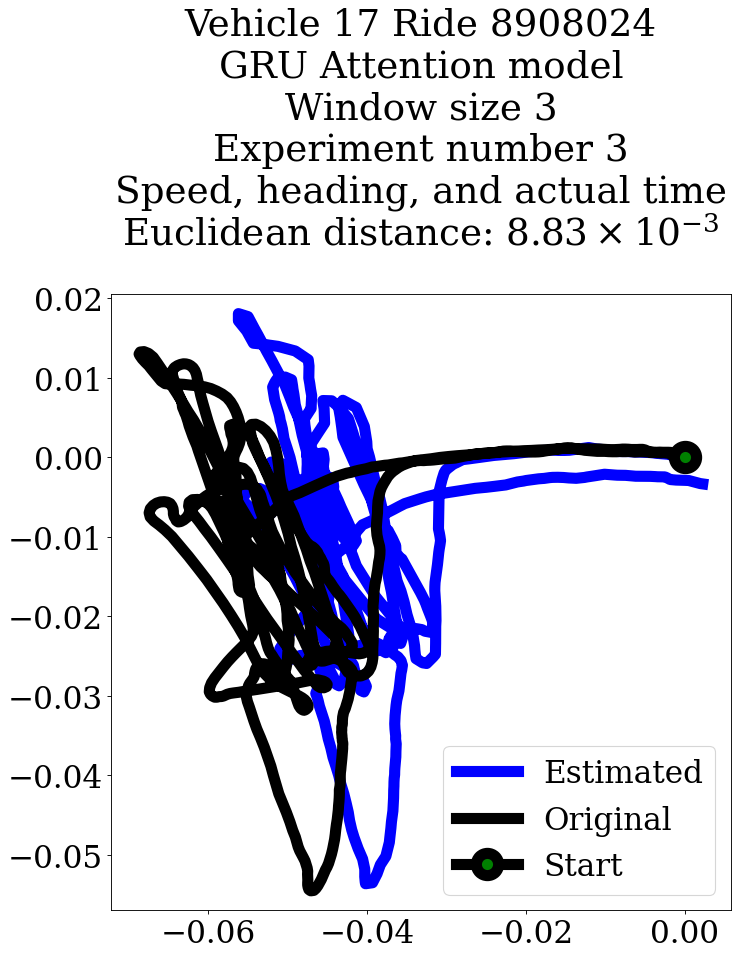 Vehicle 17 Ride 8908024
GRU Attention model
Window size 3
Experiment number 3
Speed, heading, and actual time
Euclidean distance: 8.83 × 10⁻³
0.02
0.01
0.00
−0.01
−0.02
−0.03
−0.04
−0.05
Estimated
Original
Start
−0.06
−0.04
−0.02
0.00